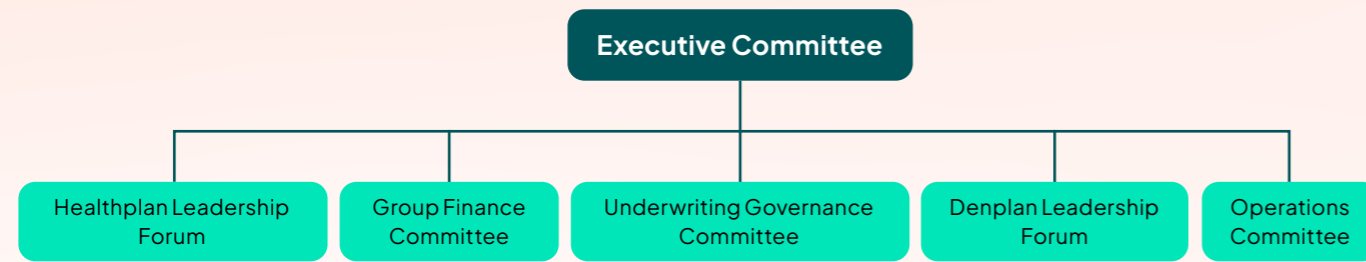 Executive Committee
Healthplan Leadership
Forum
Group Finance
Committee
Underwriting Governance
Committee
Denplan Leadership
Forum
Operations
Committee